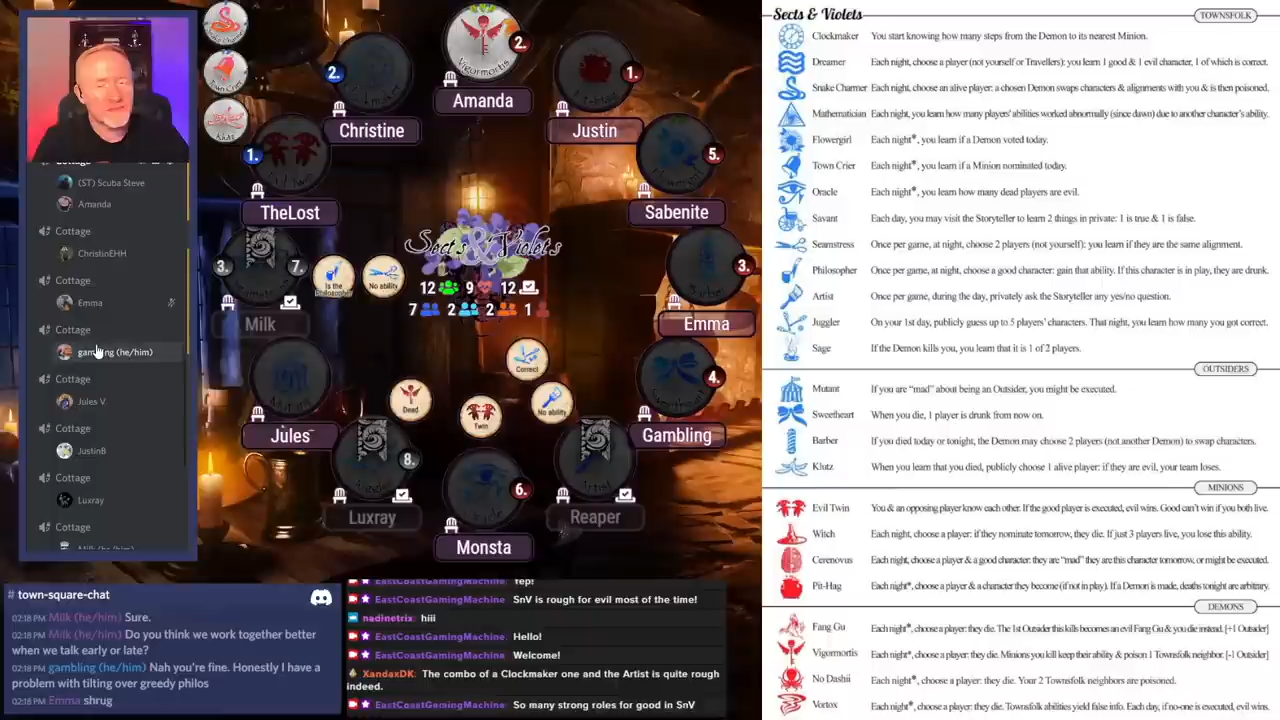 Cottage
(ST) Scuba Steve
Amanda
Cottage
ChristinEHH
Cottage
Emma
Cottage
(he/him)
Cottage
Jules V.
Cottage
JustinB
Cottage
Luxray
Cottage
Milk (he/him)
Snake Charmer
Town Crier
2.
Vigormortis
2.
1.
Christine
Amanda
Justin
1.
5.
TheLost
Sabenite
3.
7.
Is the Philosopher
No ability
Sects & Violets
12 9 12
7 2 2 1
3.
Milk
Emma
Correct
Dead
Twin
No ability
4.
Jules
8.
Gambling
6.
Luxray
Reaper
Monsta
# town-square-chat
02:18 PM Milk (he/him) Sure.
02:18 PM Milk (he/him) Do you think we work together better
when we talk early or late?
02:18 PM gambling (he/him) Nah you're fine. Honestly I have a
problem with tilting over greedy philos
02:18 PM Emma shrug
EastCoastGamingMachine Yep!
EastCoastGamingMachine SnV is rough for evil most of the time!
nadinetrix: hiii
EastCoastGamingMachine Hello!
EastCoastGamingMachine Welcome!
XandaxDK: The combo of a Clockmaker one and the Artist is quite rough
indeed.
EastCoastGamingMachine So many strong roles for good in SnV
Sects & Violets
TOWNSFOLK
Clockmaker You start knowing how many steps from the Demon to its nearest Minion.
Dreamer Each night, choose a player (not yourself or Travellers): you learn 1 good & 1 evil character, 1 of which is correct.
Snake Charmer Each night, choose an alive player: a chosen Demon swaps characters & alignments with you & is then poisoned.
Mathematician Each night, you learn how many players' abilities worked abnormally (since dawn) due to another character's ability.
Flowergirl Each night*, you learn if a Demon voted today.
Town Crier Each night*, you learn if a Minion nominated today.
Oracle Each night*, you learn how many dead players are evil.
Savant Each day, you may visit the Storyteller to learn 2 things in private: 1 is true & 1 is false.
Seamstress Once per game, at night, choose 2 players (not yourself): you learn if they are the same alignment.
Philosopher Once per game, at night, choose a good character: gain that ability. If this character is in play, they are drunk.
Artist Once per game, during the day, privately ask the Storyteller any yes/no question.
Juggler On your 1st day, publicly guess up to 5 players' characters. That night, you learn how many you got correct.
Sage If the Demon kills you, you learn that it is 1 of 2 players.
OUTSIDERS
Mutant If you are "mad" about being an Outsider, you might be executed.
Sweetheart When you die, 1 player is drunk from now on.
Barber If you died today or tonight, the Demon may choose 2 players (not another Demon) to swap characters.
Klutz When you learn that you died, publicly choose 1 alive player: if they are evil, your team loses.
MINIONS
Evil Twin You & an opposing player know each other. If the good player is executed, evil wins. Good can't win if you both live.
Witch Each night, choose a player: if they nominate tomorrow, they die. If just 3 players live, you lose this ability.
Cerenovus Each night, choose a player & a good character: they are "mad" they are this character tomorrow, or might be executed.
Pit-Hag Each night*, choose a player & a character they become (if not in play). If a Demon is made, deaths tonight are arbitrary.
DEMONS
Fang Gu Each night*, choose a player: they die. The 1st Outsider this kills becomes an evil Fang Gu & you die instead. [+1 Outsider]
Vigormortis Each night*, choose a player: they die. Minions you kill keep their ability & poison 1 Townsfolk neighbor. [-1 Outsider]
No Dashii Each night*, choose a player: they die. Your 2 Townsfolk neighbors are poisoned.
Vortox Each night*, choose a player: they die. Townsfolk abilities yield false info. Each day, if no-one is executed, evil wins.